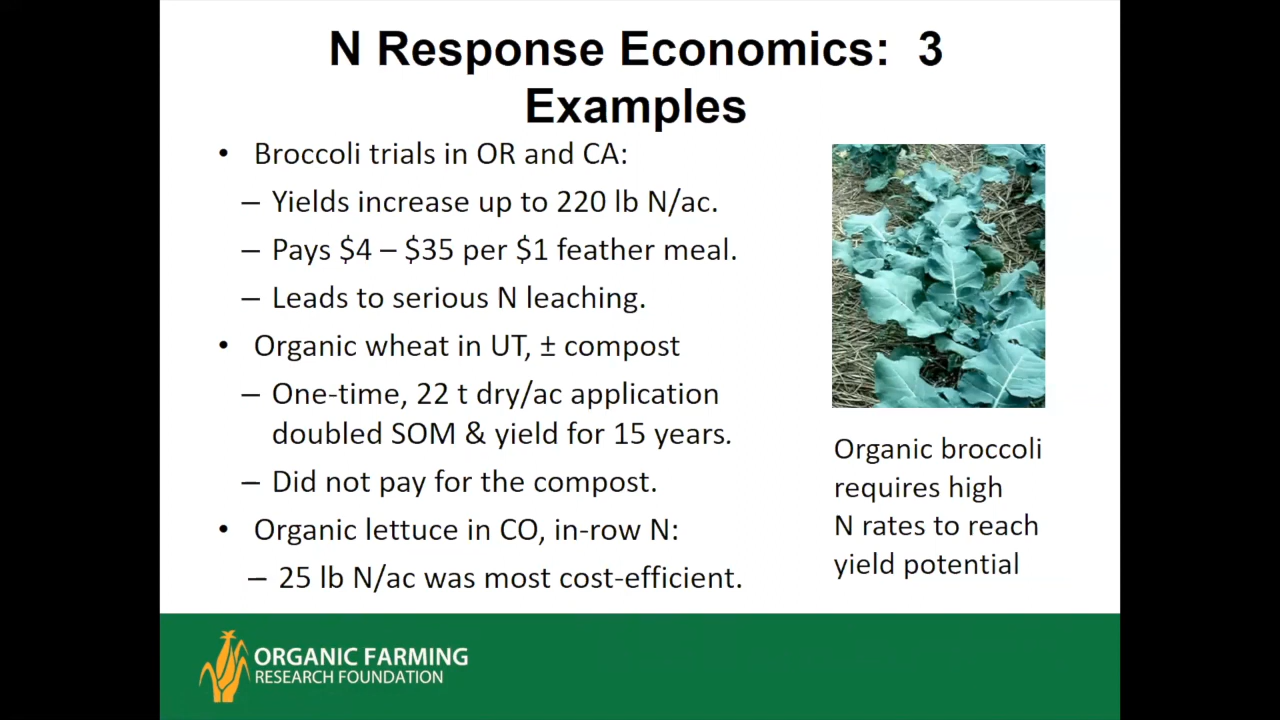 N Response Economics:  3
Examples
• Broccoli trials in OR and CA:
– Yields increase up to 220 lb N/ac.
– Pays $4 – $35 per $1 feather meal.
– Leads to serious N leaching.
• Organic wheat in UT, ± compost
– One-time, 22 t dry/ac application
doubled SOM & yield for 15 years.
– Did not pay for the compost.
• Organic lettuce in CO, in-row N:
– 25 lb N/ac was most cost-efficient.
Organic broccoli
requires high
N rates to reach
yield potential
ORGANIC FARMING
RESEARCH FOUNDATION